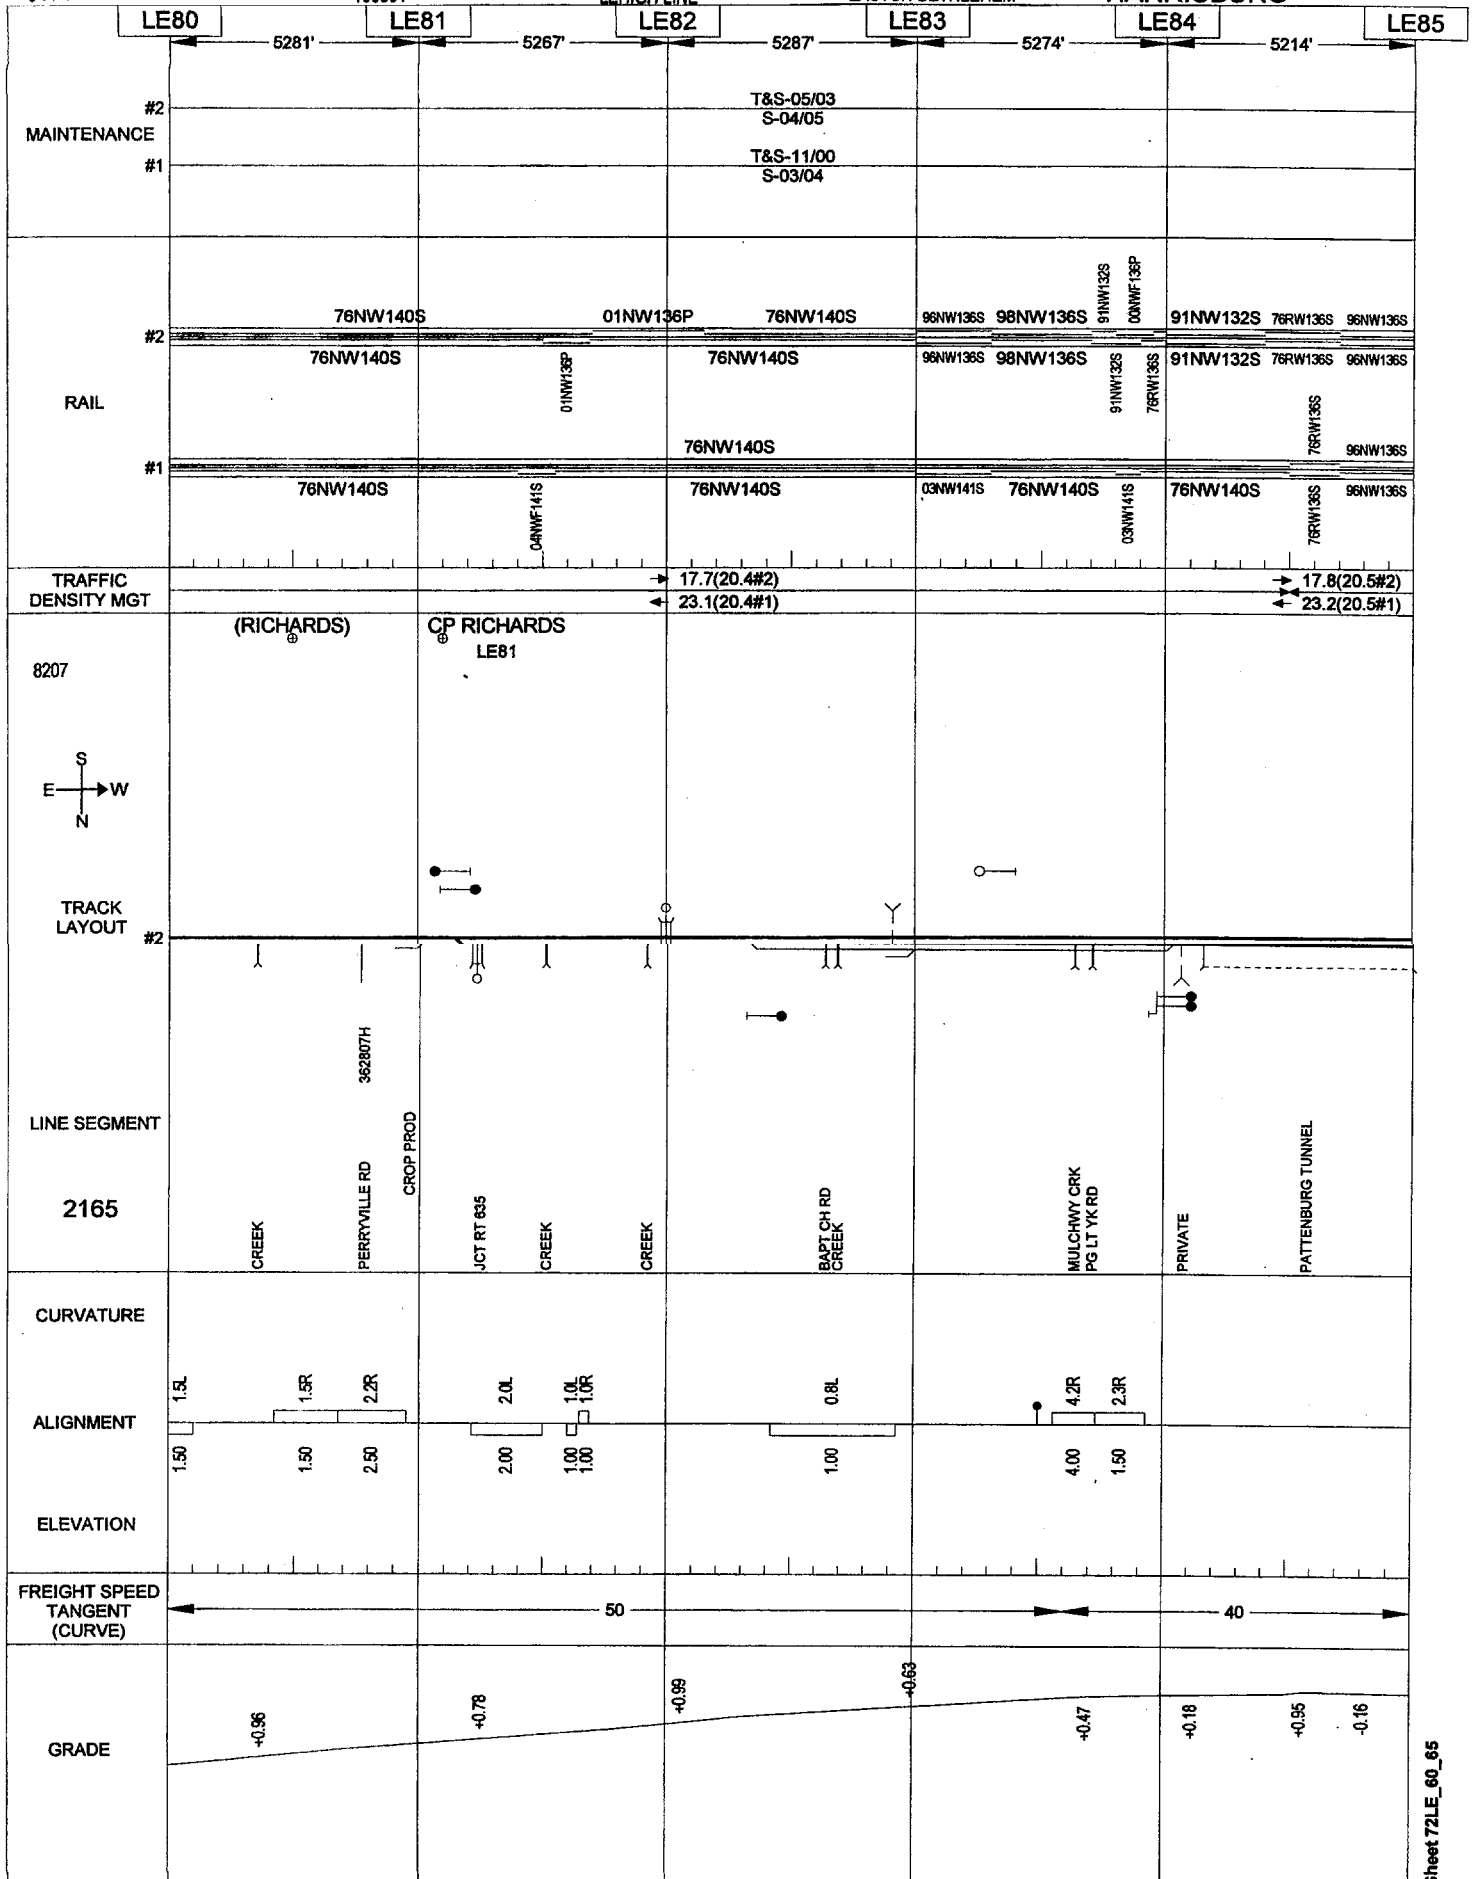 LEHIGH LINE
HARRISBURG
LE80 LE81 LE82 LE83 LE84 LE85
5281' 5267' 5287' 5274' 5214'
MAINTENANCE
#2
T&S-05/03
S-04/05
#1
T&S-11/00
S-03/04
RAIL
#2
76NW140S 01NW136P 76NW140S 96NW136S 98NW136S 91NW132S 00NWF136P 91NW132S 76RW136S 96NW136S
76NW140S 01NW136P 76NW140S 96NW136S 98NW136S 91NW132S 76RW136S 91NW132S 76RW136S 96NW136S
#1
76NW140S 76RW136S 96NW136S
76NW140S 04NWF141S 76NW140S 03NW141S 76NW140S 03NW141S 76NW140S 76RW136S 96NW136S
TRAFFIC
DENSITY MGT
17.7(20.4#2) 17.8(20.5#2)
23.1(20.4#1) 23.2(20.5#1)
(RICHARDS) CP RICHARDS
LE81
8207
S
E W
N
TRACK
LAYOUT
#2
LINE SEGMENT
2165
CREEK
PERRYVILLE RD 362807H
CROP PROD
JCT RT 635
CREEK
CREEK
BAPT CH RD
CREEK
MULCHWY CRK
PG LT YK RD
PRIVATE
PATTENBURG TUNNEL
CURVATURE
1.5L 1.5R 2.2R 2.0L 1.0L 1.0R 0.8L 4.2R 2.3R
ALIGNMENT
1.50 1.50 2.50 2.00 1.00 1.00 1.00 4.00 1.50
ELEVATION
FREIGHT SPEED
TANGENT
(CURVE)
50 40
GRADE
+0.96 +0.78 +0.99 +0.63 +0.47 +0.18 +0.95 -0.16
Sheet 72LE_60_65